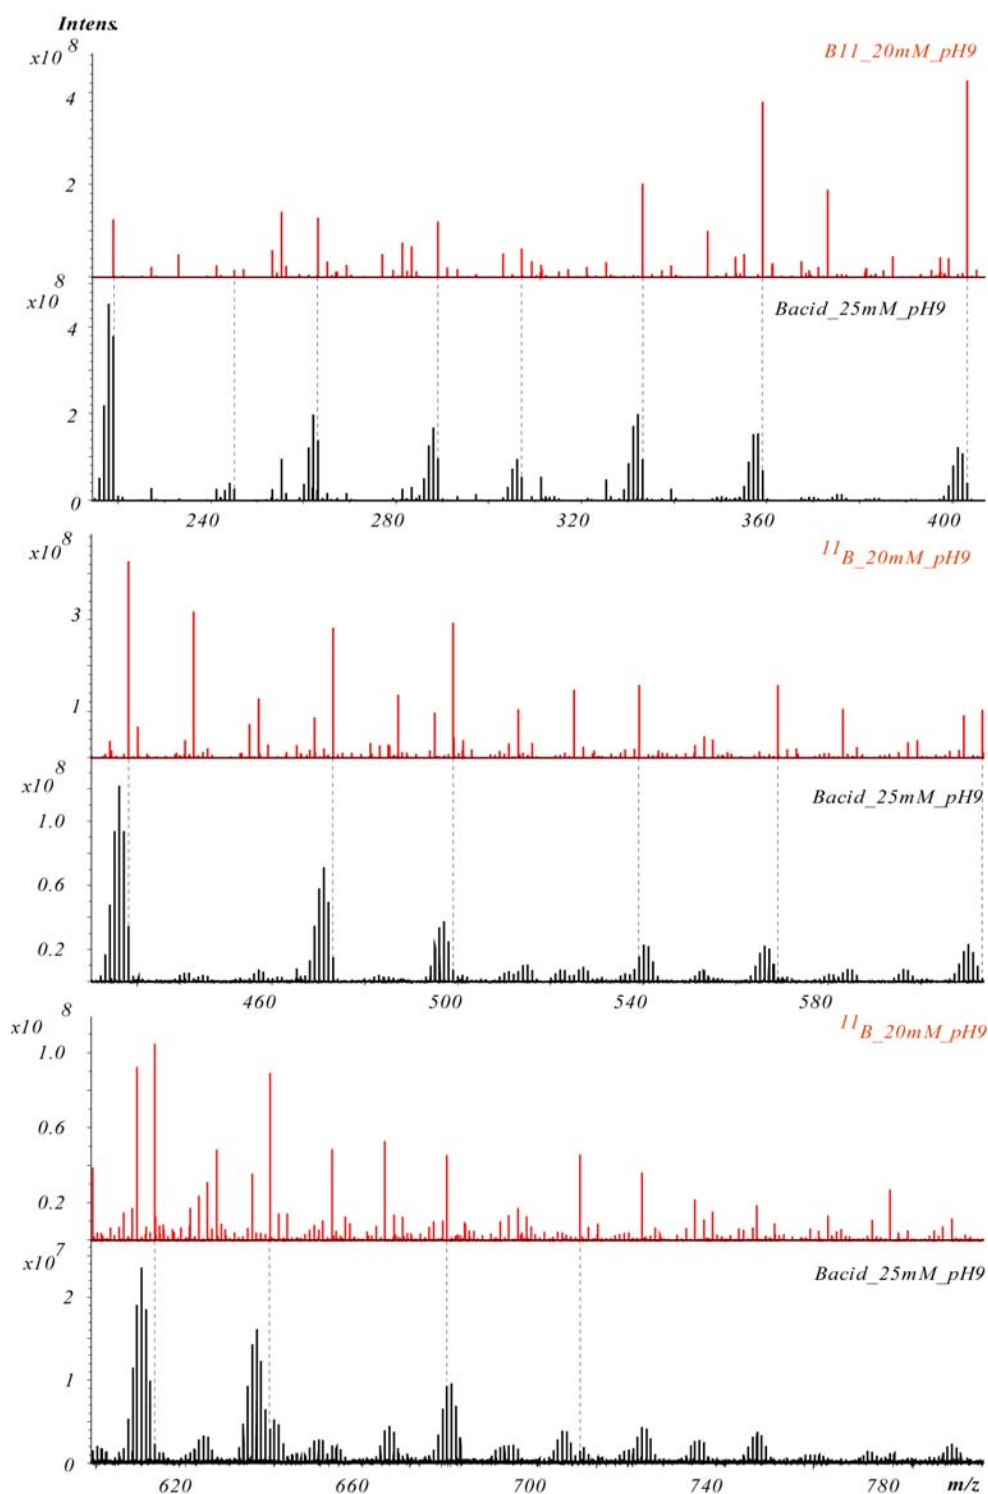 Intens.
x10 8
B11_20mM_pH9
4
2
8
x10
Bacid_25mM_pH9
4
2
0
240 280 320 360 400
x10 8
11B_20mM_pH9
3
1
8
x10
Bacid_25mM_pH9
1.0
0.6
0.2
460 500 540 580
8
x10
11B_20mM_pH9
1.0
0.6
0.2
x10 7
Bacid_25mM_pH9
2
1
0
620 660 700 740 780 m/z